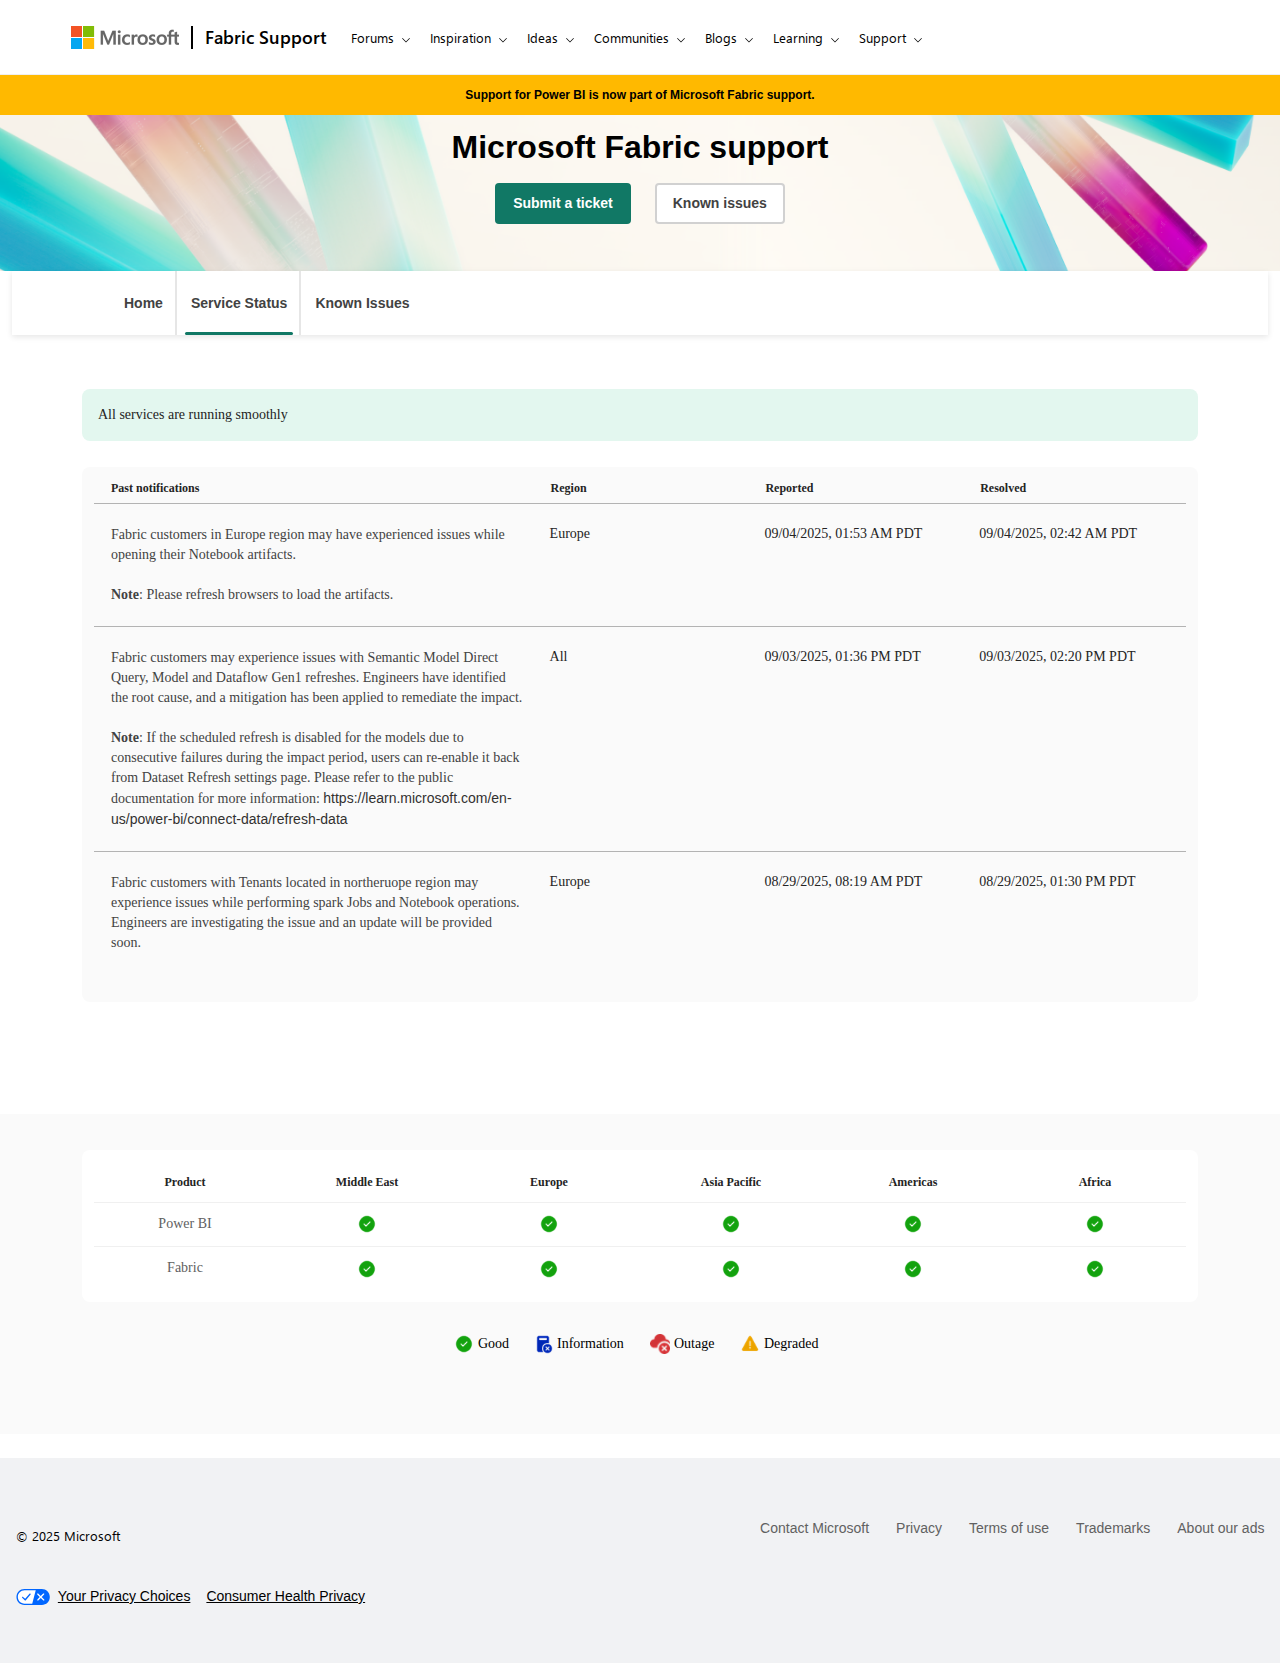 Microsoft | Fabric Support Forums Inspiration Ideas Communities Blogs Learning Support
Support for Power BI is now part of Microsoft Fabric support.
Microsoft Fabric support
Submit a ticket Known issues
Home Service Status Known Issues
All services are running smoothly
Past notifications Region Reported Resolved
Fabric customers in Europe region may have experienced issues while Europe 09/04/2025, 01:53 AM PDT 09/04/2025, 02:42 AM PDT
opening their Notebook artifacts.
Note: Please refresh browsers to load the artifacts.
Fabric customers may experience issues with Semantic Model Direct All 09/03/2025, 01:36 PM PDT 09/03/2025, 02:20 PM PDT
Query, Model and Dataflow Gen1 refreshes. Engineers have identified
the root cause, and a mitigation has been applied to remediate the impact.
Note: If the scheduled refresh is disabled for the models due to
consecutive failures during the impact period, users can re-enable it back
from Dataset Refresh settings page. Please refer to the public
documentation for more information: https://learn.microsoft.com/en-
us/power-bi/connect-data/refresh-data
Fabric customers with Tenants located in northeruope region may Europe 08/29/2025, 08:19 AM PDT 08/29/2025, 01:30 PM PDT
experience issues while performing spark Jobs and Notebook operations.
Engineers are investigating the issue and an update will be provided
soon.
Product Middle East Europe Asia Pacific Americas Africa
Power BI
Fabric
Good Information Outage Degraded
Contact Microsoft Privacy Terms of use Trademarks About our ads
© 2025 Microsoft
Your Privacy Choices Consumer Health Privacy